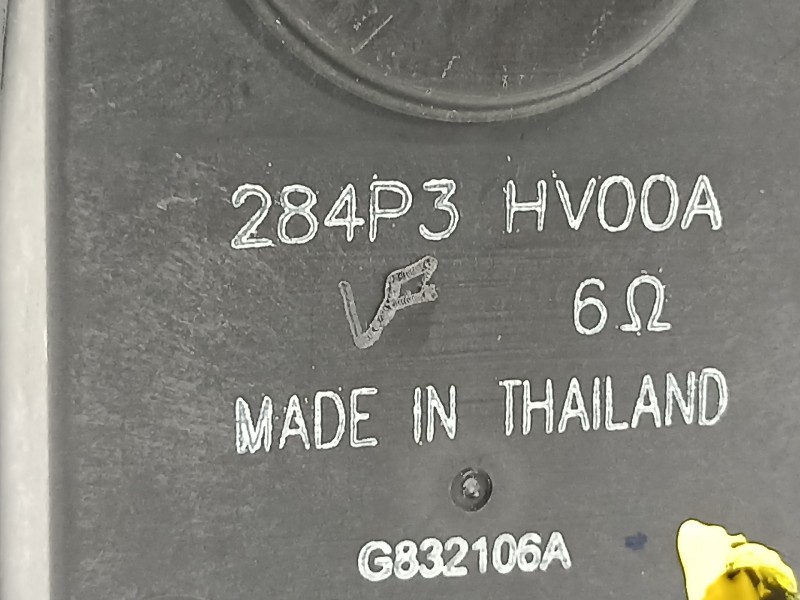 284P3 HV00A
6Ω
MADE IN THAILAND
G832106A